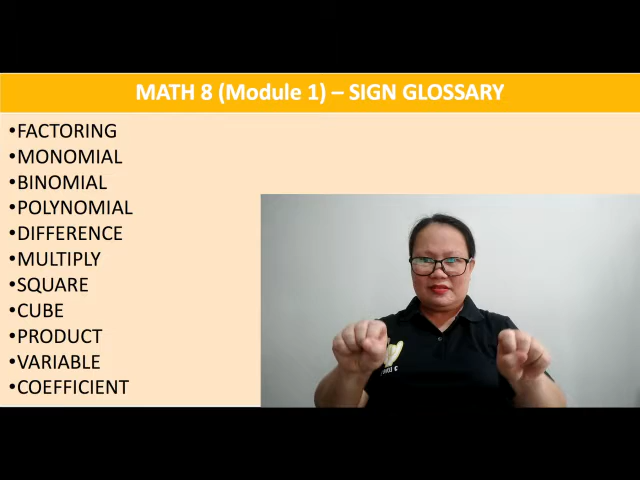 MATH 8 (Module 1) – SIGN GLOSSARY
•FACTORING
•MONOMIAL
•BINOMIAL
•POLYNOMIAL
•DIFFERENCE
•MULTIPLY
•SQUARE
•CUBE
•PRODUCT
•VARIABLE
•COEFFICIENT